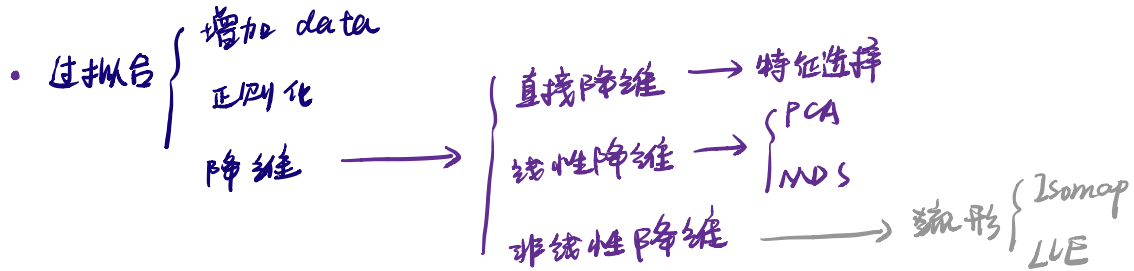 过拟合
增加 data
正则化
降维
直接降维 → 特征选择
线性降维 → PCA
MDS
非线性降维 → 流形
Isomap
LLE